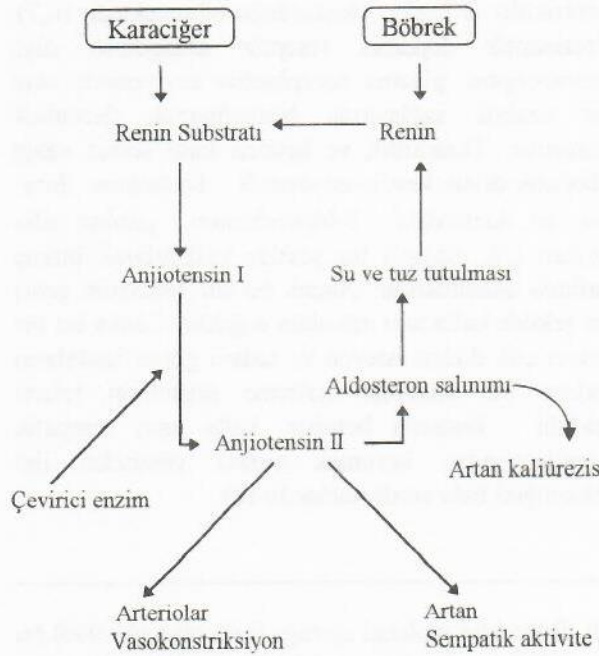 Karaciğer
Böbrek
Renin Substratı
Renin
Anjiotensin I
Su ve tuz tutulması
Aldosteron salınımı
Anjiotensin II
Artan kaliürezis
Çevirici enzim
Arteriolar
Vasokonstriksiyon
Artan
Sempatik aktivite